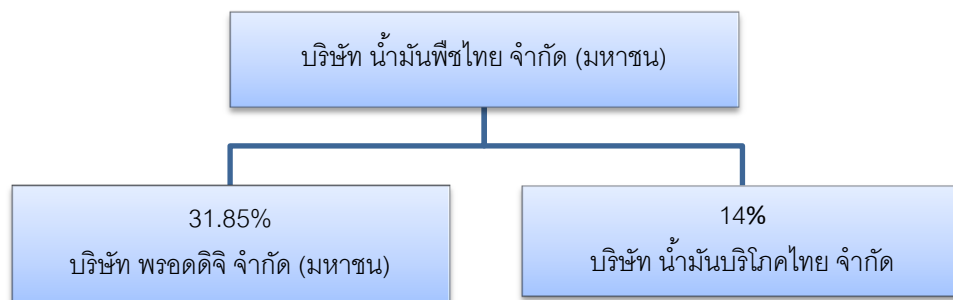 บริษัท น้ำมันพืชไทย จำกัด (มหาชน)
31.85%
บริษัท พรอดดิจิ จำกัด (มหาชน)
14%
บริษัท น้ำมันบริโภคไทย จำกัด